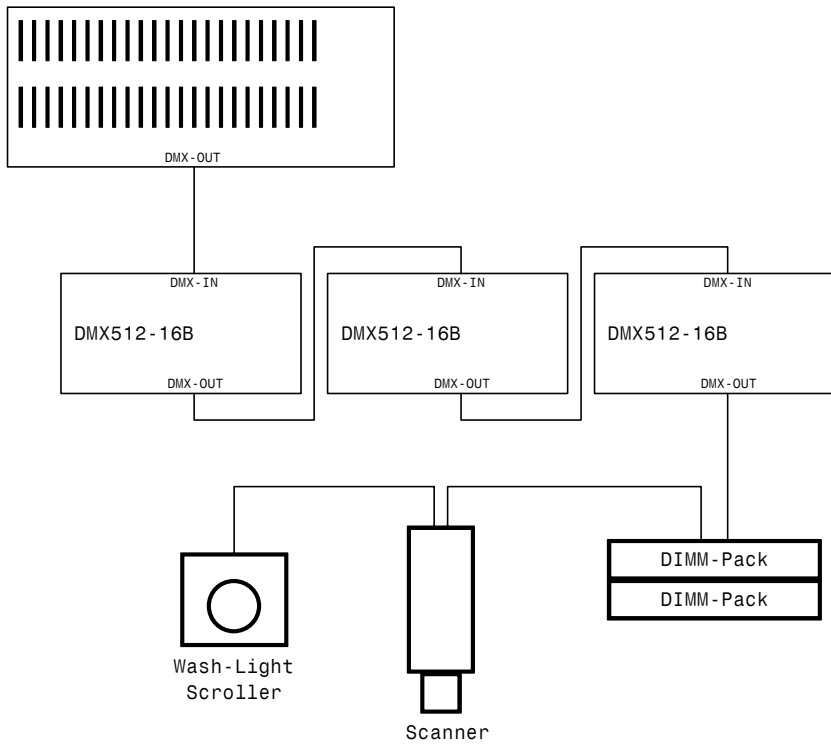 DMX-OUT
DMX-IN
DMX-IN
DMX-IN
DMX512-16B
DMX512-16B
DMX512-16B
DMX-OUT
DMX-OUT
DMX-OUT
DIMM-Pack
DIMM-Pack
Wash-Light
Scroller
Scanner